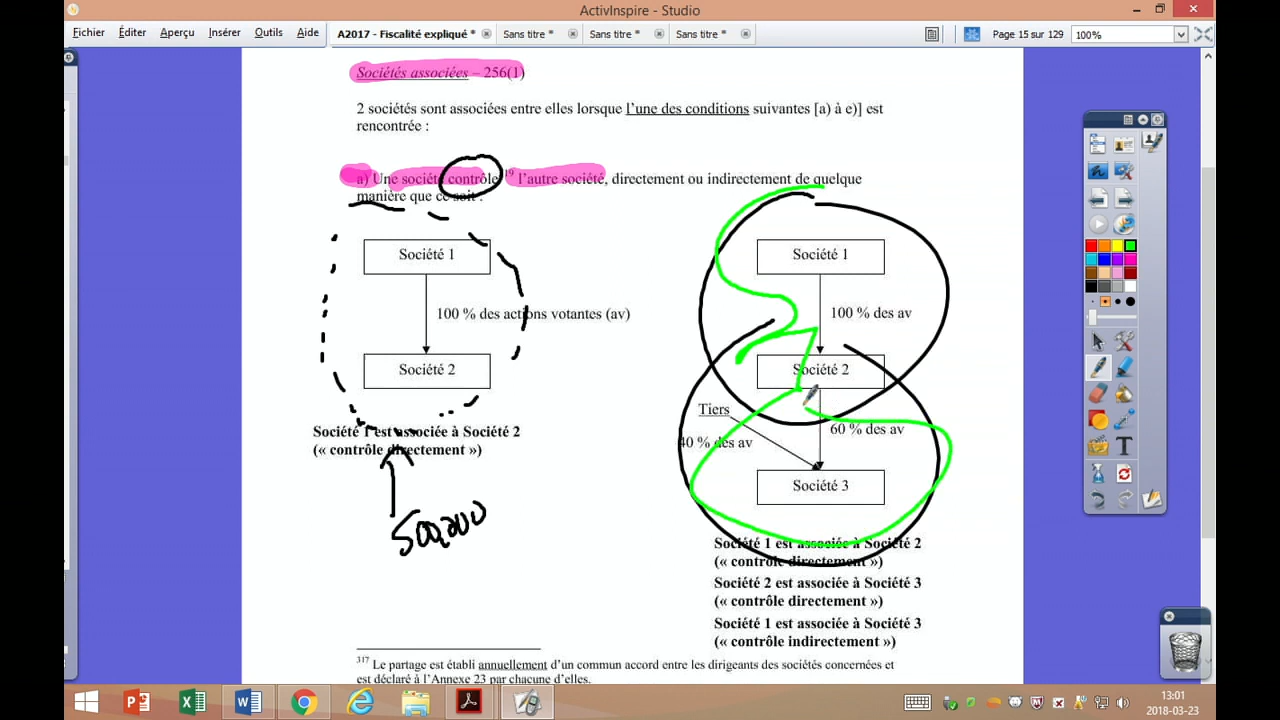 ActivInspire - Studio
Fichier Éditer Aperçu Insérer Outils Aide
A2017 - Fiscalité expliqué * Sans titre * Sans titre * Sans titre *
Page 15 sur 129 100%
Sociétés associées – 256(1)
2 sociétés sont associées entre elles lorsque l'une des conditions suivantes [a) à e)] est
rencontrée :
a) Une société contrôle 19 l'autre société, directement ou indirectement de quelque
manière que ce soit :
Société 1
100 % des actions votantes (av)
Société 2
Société 1 est associée à Société 2
(« contrôle directement »)
500,000
Société 1
100 % des av
Société 2
Tiers
60 % des av
40 % des av
Société 3
Société 1 est associée à Société 2
(« contrôle directement »)
Société 2 est associée à Société 3
(« contrôle directement »)
Société 1 est associée à Société 3
(« contrôle indirectement »)
317 Le partage est établi annuellement d'un commun accord entre les dirigeants des sociétés concernées et
est déclaré à l'Annexe 23 par chacune d'elles.
13:01
2018-03-23